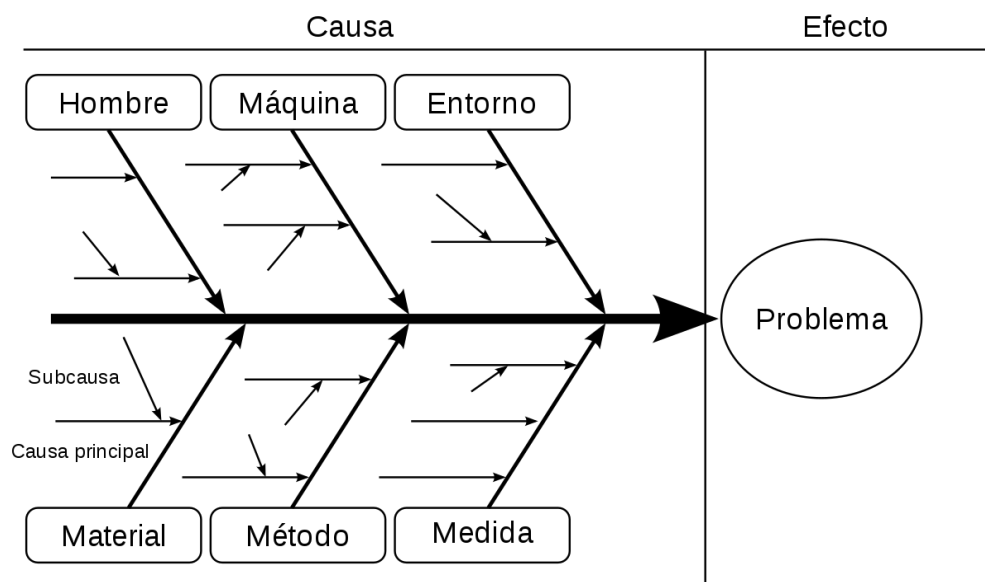 Causa
Efecto
Hombre
Máquina
Entorno
Problema
Subcausa
Causa principal
Material
Método
Medida